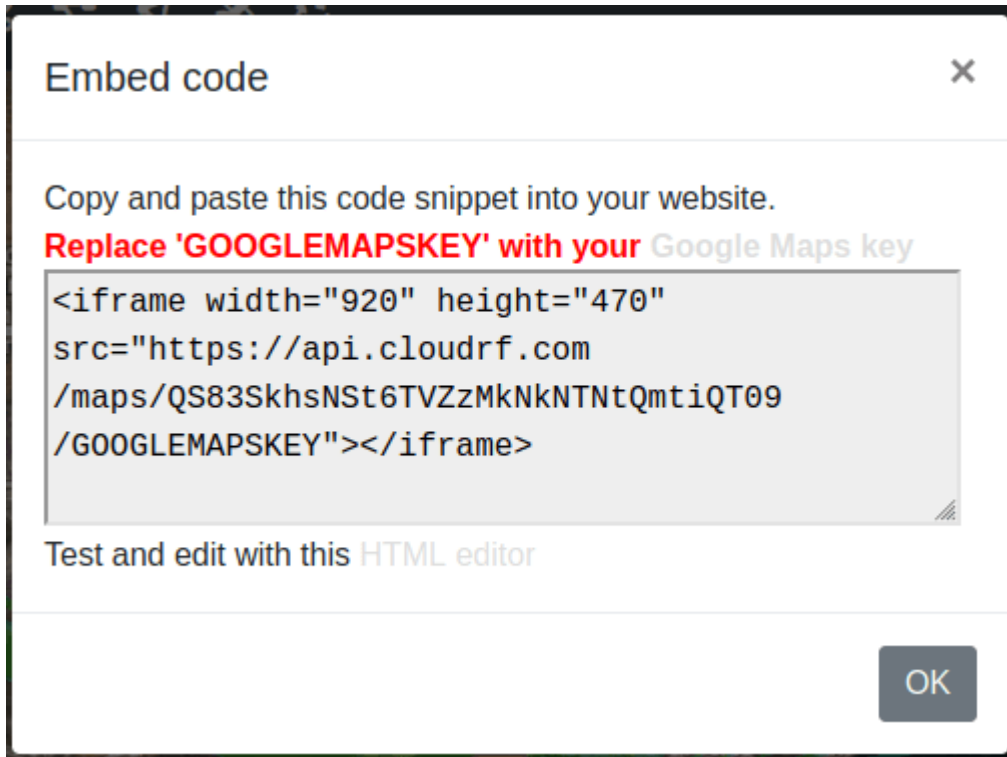 Embed code
×
Copy and paste this code snippet into your website.
Replace 'GOOGLEMAPSKEY' with your Google Maps key
<iframe width="920" height="470"
src="https://api.cloudrf.com
/maps/QS83SkhsNSt6TVZzMkNkNTNtQmtiQT09
/GOOGLEMAPSKEY"></iframe>
Test and edit with this HTML editor
OK